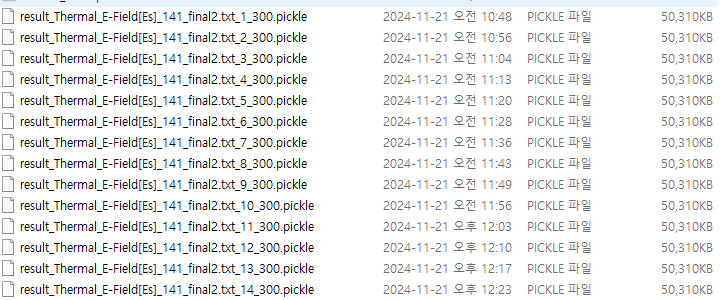 result_Thermal_E-Field[Es]_141_final2.txt_1_300.pickle 2024-11-21 오전 10:48 PICKLE 파일 50,310KB
result_Thermal_E-Field[Es]_141_final2.txt_2_300.pickle 2024-11-21 오전 10:56 PICKLE 파일 50,310KB
result_Thermal_E-Field[Es]_141_final2.txt_3_300.pickle 2024-11-21 오전 11:04 PICKLE 파일 50,310KB
result_Thermal_E-Field[Es]_141_final2.txt_4_300.pickle 2024-11-21 오전 11:13 PICKLE 파일 50,310KB
result_Thermal_E-Field[Es]_141_final2.txt_5_300.pickle 2024-11-21 오전 11:20 PICKLE 파일 50,310KB
result_Thermal_E-Field[Es]_141_final2.txt_6_300.pickle 2024-11-21 오전 11:28 PICKLE 파일 50,310KB
result_Thermal_E-Field[Es]_141_final2.txt_7_300.pickle 2024-11-21 오전 11:36 PICKLE 파일 50,310KB
result_Thermal_E-Field[Es]_141_final2.txt_8_300.pickle 2024-11-21 오전 11:43 PICKLE 파일 50,310KB
result_Thermal_E-Field[Es]_141_final2.txt_9_300.pickle 2024-11-21 오전 11:49 PICKLE 파일 50,310KB
result_Thermal_E-Field[Es]_141_final2.txt_10_300.pickle 2024-11-21 오전 11:56 PICKLE 파일 50,310KB
result_Thermal_E-Field[Es]_141_final2.txt_11_300.pickle 2024-11-21 오후 12:03 PICKLE 파일 50,310KB
result_Thermal_E-Field[Es]_141_final2.txt_12_300.pickle 2024-11-21 오후 12:10 PICKLE 파일 50,310KB
result_Thermal_E-Field[Es]_141_final2.txt_13_300.pickle 2024-11-21 오후 12:17 PICKLE 파일 50,310KB
result_Thermal_E-Field[Es]_141_final2.txt_14_300.pickle 2024-11-21 오후 12:23 PICKLE 파일 50,310KB